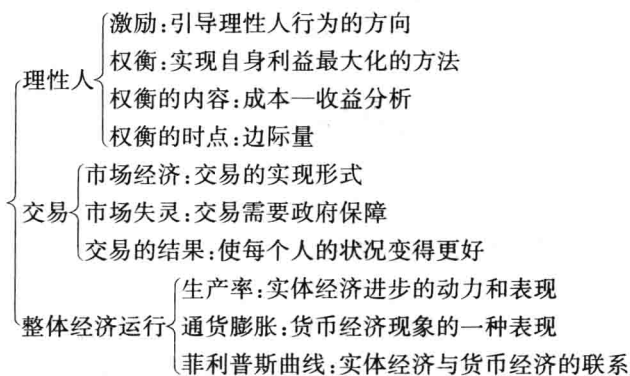 激励:引导理性人行为的方向
权衡:实现自身利益最大化的方法
理性人
权衡的内容:成本—收益分析
权衡的时点:边际量
市场经济:交易的实现形式
交易
市场失灵:交易需要政府保障
交易的结果:使每个人的状况变得更好
生产率:实体经济进步的动力和表现
整体经济运行
通货膨胀:货币经济现象的一种表现
菲利普斯曲线:实体经济与货币经济的联系